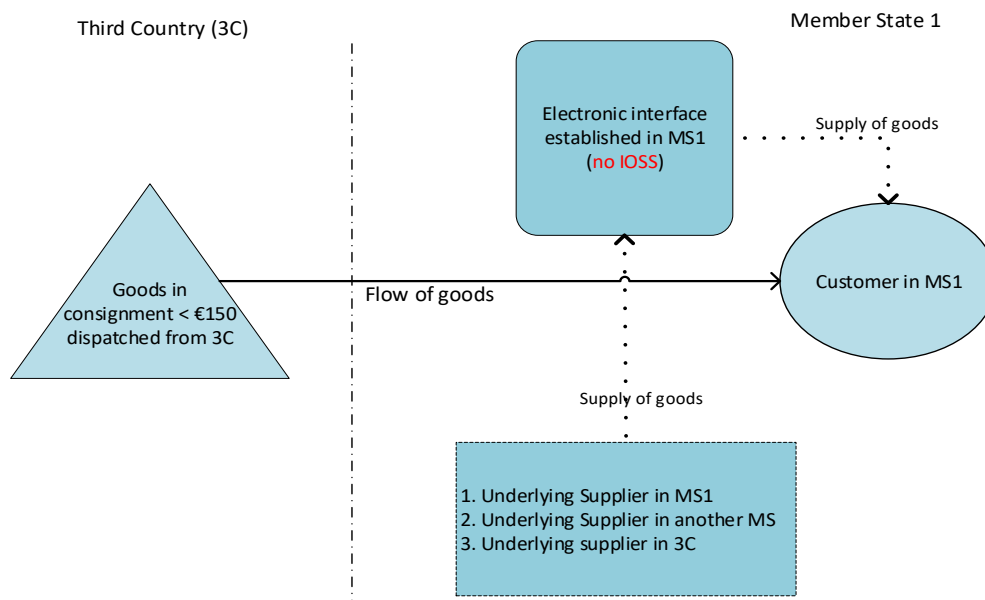 Third Country (3C)
Member State 1
Electronic interface
established in MS1
(no IOSS)
Supply of goods
Goods in
consignment < €150
dispatched from 3C
Flow of goods
Customer in MS1
Supply of goods
1. Underlying Supplier in MS1
2. Underlying Supplier in another MS
3. Underlying supplier in 3C